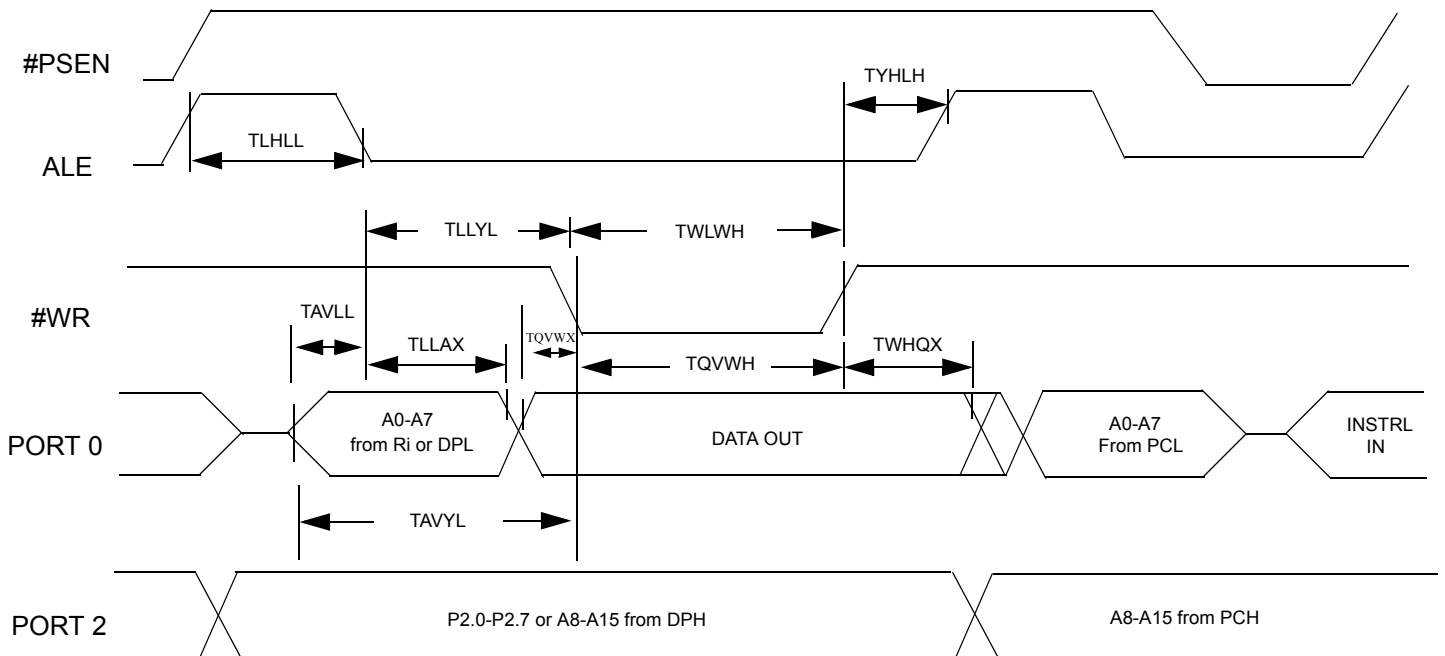 #PSEN
TYHLH
TLHLL
ALE
TLLYL
TWLWH
#WR
TAVLL
TQVWX
TLLAX
TQVWH
TWHQX
PORT 0
A0-A7
from Ri or DPL
DATA OUT
A0-A7
From PCL
INSTRL
IN
TAVYL
PORT 2
P2.0-P2.7 or A8-A15 from DPH
A8-A15 from PCH